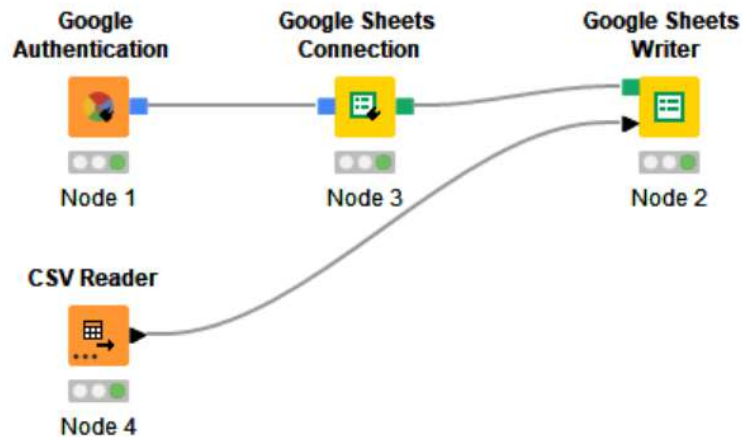 Google
Authentication
Google Sheets
Connection
Google Sheets
Writer
Node 1
Node 3
Node 2
CSV Reader
Node 4